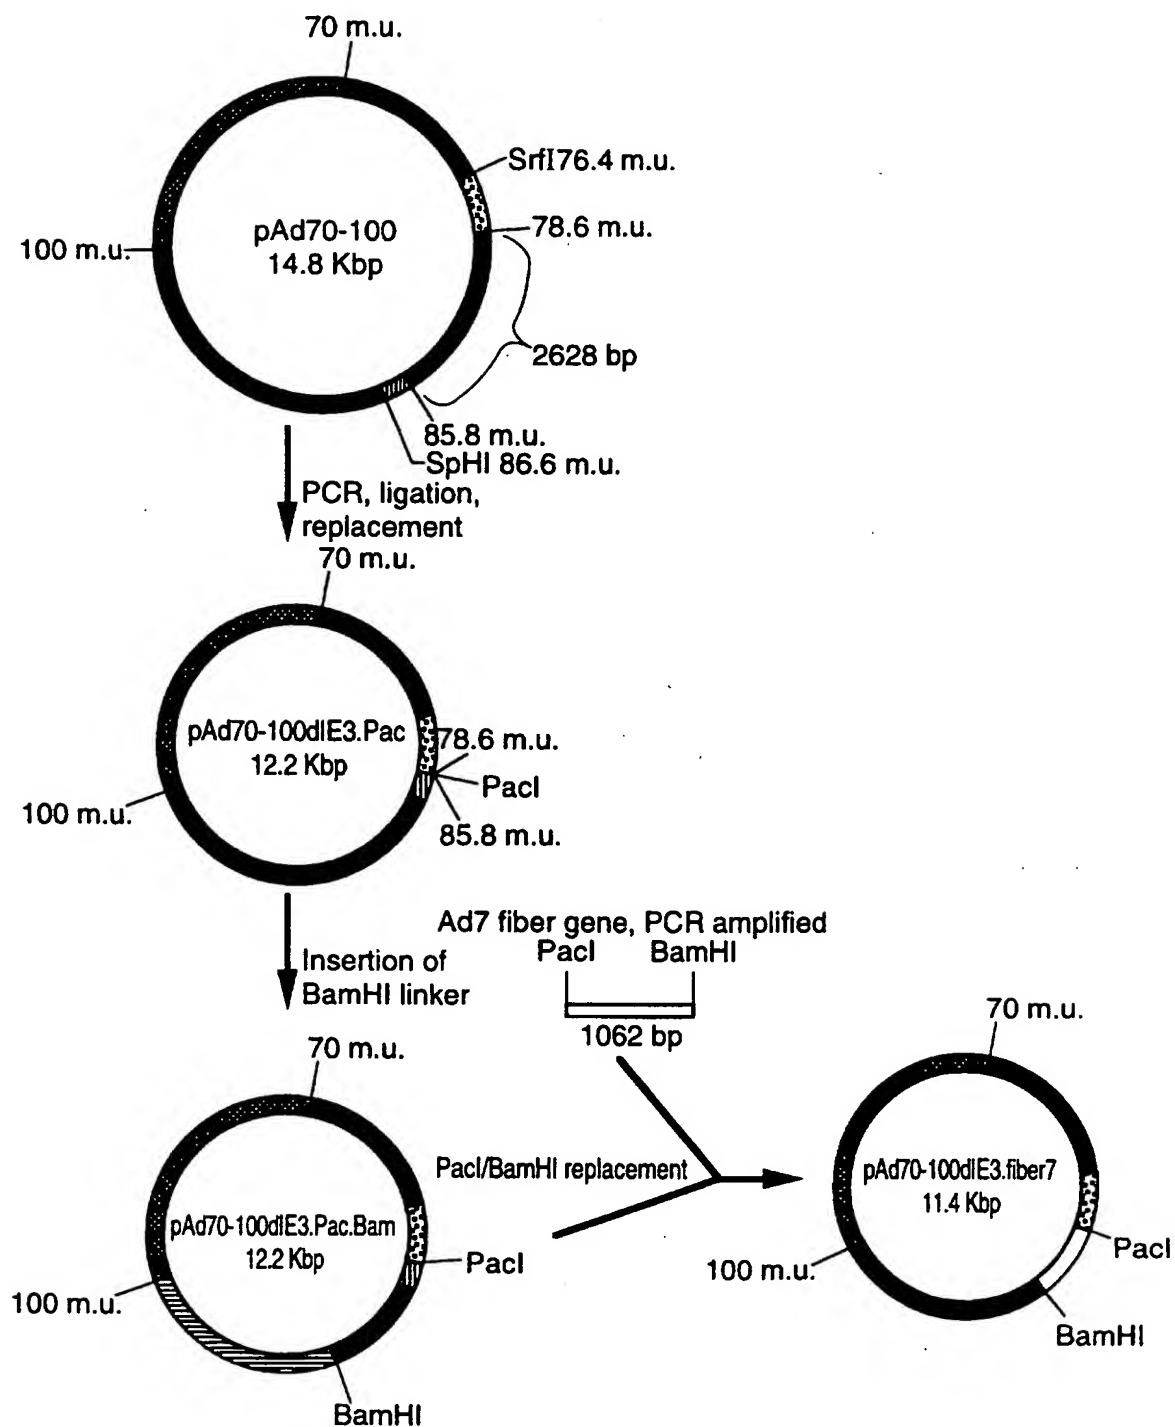 70 m.u.
SrfI76.4 m.u.
pAd70-100
14.8 Kbp
78.6 m.u.
100 m.u.
2628 bp
85.8 m.u.
SpHI 86.6 m.u.
PCR, ligation,
replacement
70 m.u.
pAd70-100dlE3.Pac
12.2 Kbp
78.6 m.u.
PacI
100 m.u.
85.8 m.u.
Ad7 fiber gene, PCR amplified
PacI BamHI
Insertion of
BamHI linker
1062 bp
70 m.u.
70 m.u.
PacI/BamHI replacement
pAd70-100dlE3.Pac.Bam
12.2 Kbp
PacI
100 m.u.
BamHI
pAd70-100dlE3.fiber7
11.4 Kbp
PacI
100 m.u.
BamHI